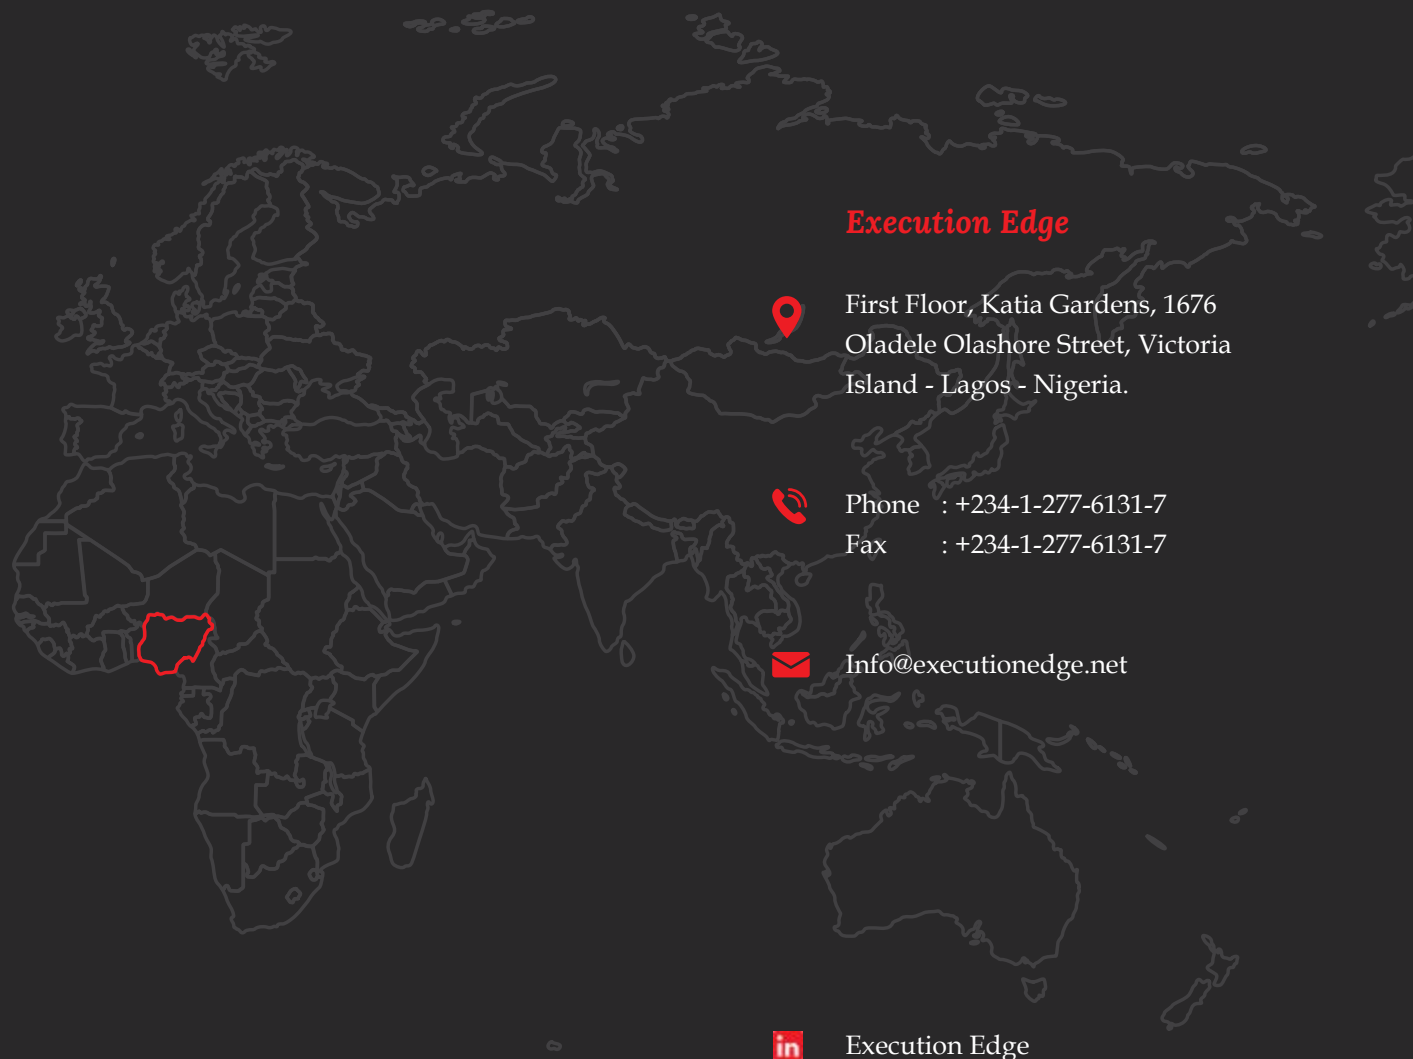 Execution Edge
First Floor, Katia Gardens, 1676
Oladele Olashore Street, Victoria
Island - Lagos - Nigeria.
Phone : +234-1-277-6131-7
Fax : +234-1-277-6131-7
Info@executionedge.net
in Execution Edge